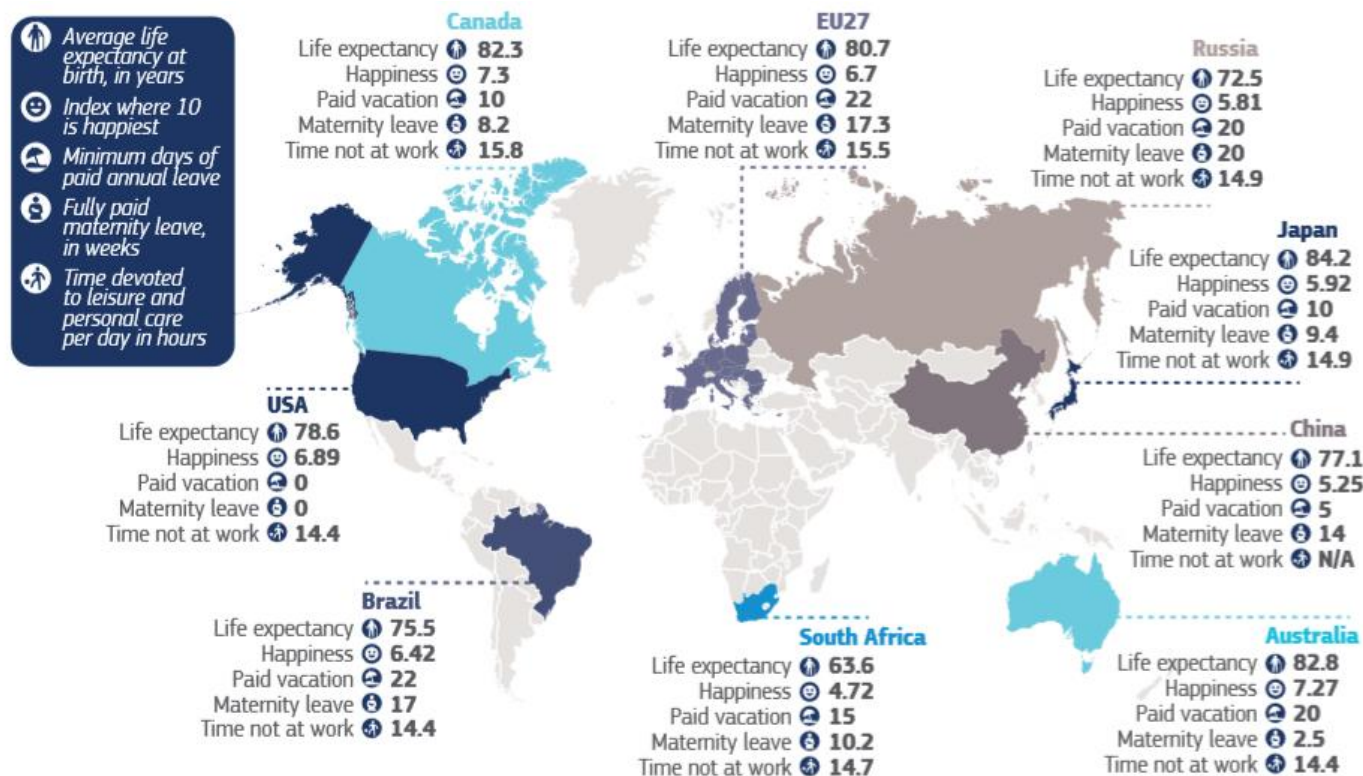 Average life
expectancy at
birth, in years
Index where 10
is happiest
Minimum days of
paid annual leave
Fully paid
maternity leave,
in weeks
Time devoted
to leisure and
personal care
per day in hours
Canada
Life expectancy 82.3
Happiness 7.3
Paid vacation 10
Maternity leave 8.2
Time not at work 15.8
EU27
Life expectancy 80.7
Happiness 6.7
Paid vacation 22
Maternity leave 17.3
Time not at work 15.5
Russia
Life expectancy 72.5
Happiness 5.81
Paid vacation 20
Maternity leave 20
Time not at work 14.9
Japan
Life expectancy 84.2
Happiness 5.92
Paid vacation 10
Maternity leave 9.4
Time not at work 14.9
USA
Life expectancy 78.6
Happiness 6.89
Paid vacation 0
Maternity leave 0
Time not at work 14.4
China
Life expectancy 77.1
Happiness 5.25
Paid vacation 5
Maternity leave 14
Time not at work N/A
Brazil
Life expectancy 75.5
Happiness 6.42
Paid vacation 22
Maternity leave 17
Time not at work 14.4
South Africa
Life expectancy 63.6
Happiness 4.72
Paid vacation 15
Maternity leave 10.2
Time not at work 14.7
Australia
Life expectancy 82.8
Happiness 7.27
Paid vacation 20
Maternity leave 2.5
Time not at work 14.4